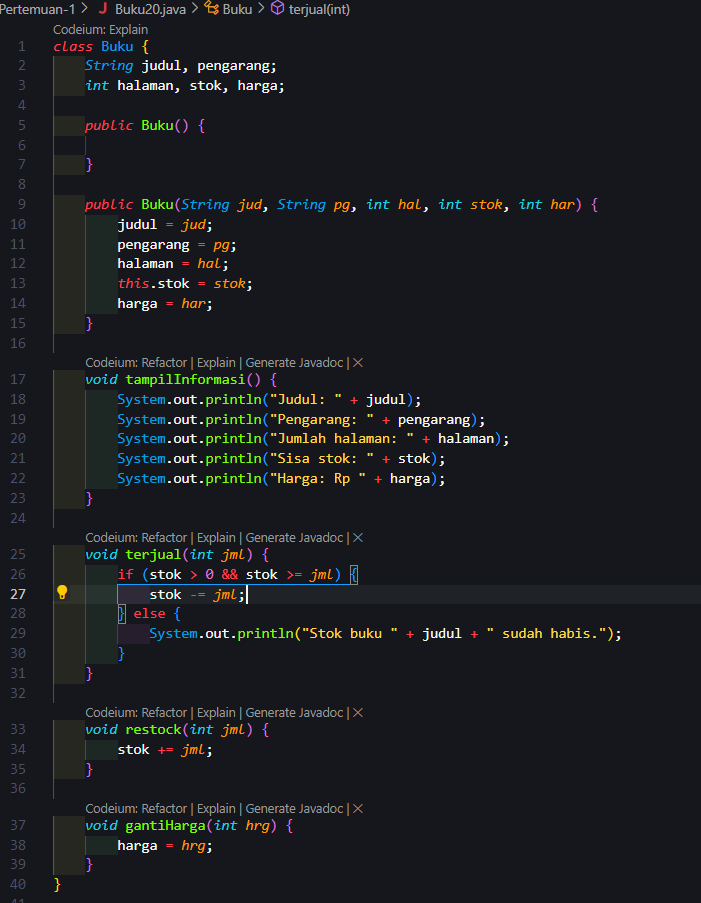 Pertemuan-1 > J Buku20.java > Buku > terjual(int)
Codeium: Explain
1 class Buku {
2 String judul, pengarang;
3 int halaman, stok, harga;
4
5 public Buku() {
6
7 }
8
9 public Buku(String jud, String pg, int hal, int stok, int har) {
10 judul = jud;
11 pengarang = pg;
12 halaman = hal;
13 this.stok = stok;
14 harga = har;
15 }
16
Codeium: Refactor | Explain | Generate Javadoc | ×
17 void tampilInformasi() {
18 System.out.println("Judul: " + judul);
19 System.out.println("Pengarang: " + pengarang);
20 System.out.println("Jumlah halaman: " + halaman);
21 System.out.println("Sisa stok: " + stok);
22 System.out.println("Harga: Rp " + harga);
23 }
24
Codeium: Refactor | Explain | Generate Javadoc | ×
25 void terjual(int jml) {
26 if (stok > 0 && stok >= jml) {
27 stok -= jml;
28 } else {
29 System.out.println("Stok buku " + judul + " sudah habis.");
30 }
31 }
32
Codeium: Refactor | Explain | Generate Javadoc | ×
33 void restock(int jml) {
34 stok += jml;
35 }
36
Codeium: Refactor | Explain | Generate Javadoc | ×
37 void gantiHarga(int hrg) {
38 harga = hrg;
39 }
40 }